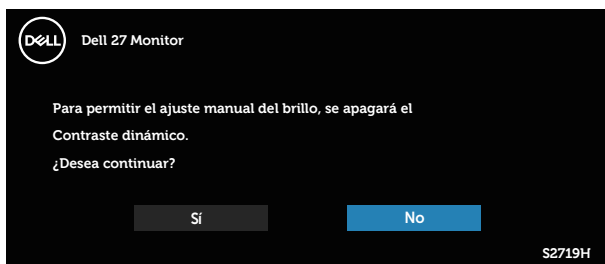 DELL
Dell 27 Monitor
Para permitir el ajuste manual del brillo, se apagará el
Contraste dinámico.
¿Desea continuar?
Sí
No
S2719H